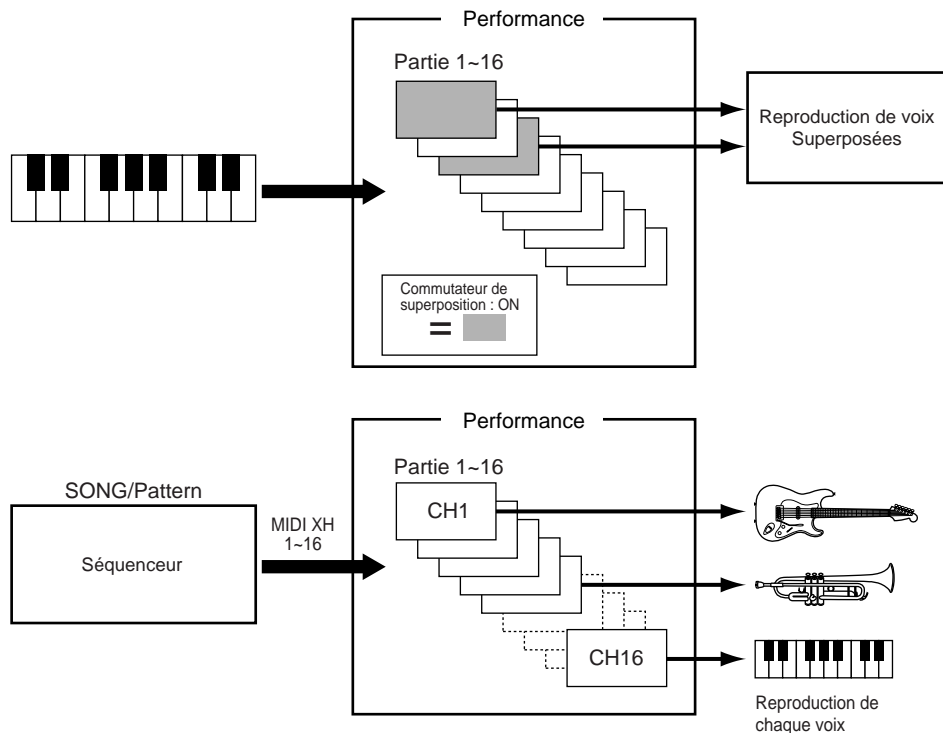 Performance
Partie 1~16
Reproduction de voix
Superposées
Commutateur de
superposition : ON
=
Performance
Partie 1~16
SONG/Pattern
CH1
MIDI XH
1~16
Séquenceur
CH16
Reproduction de
chaque voix